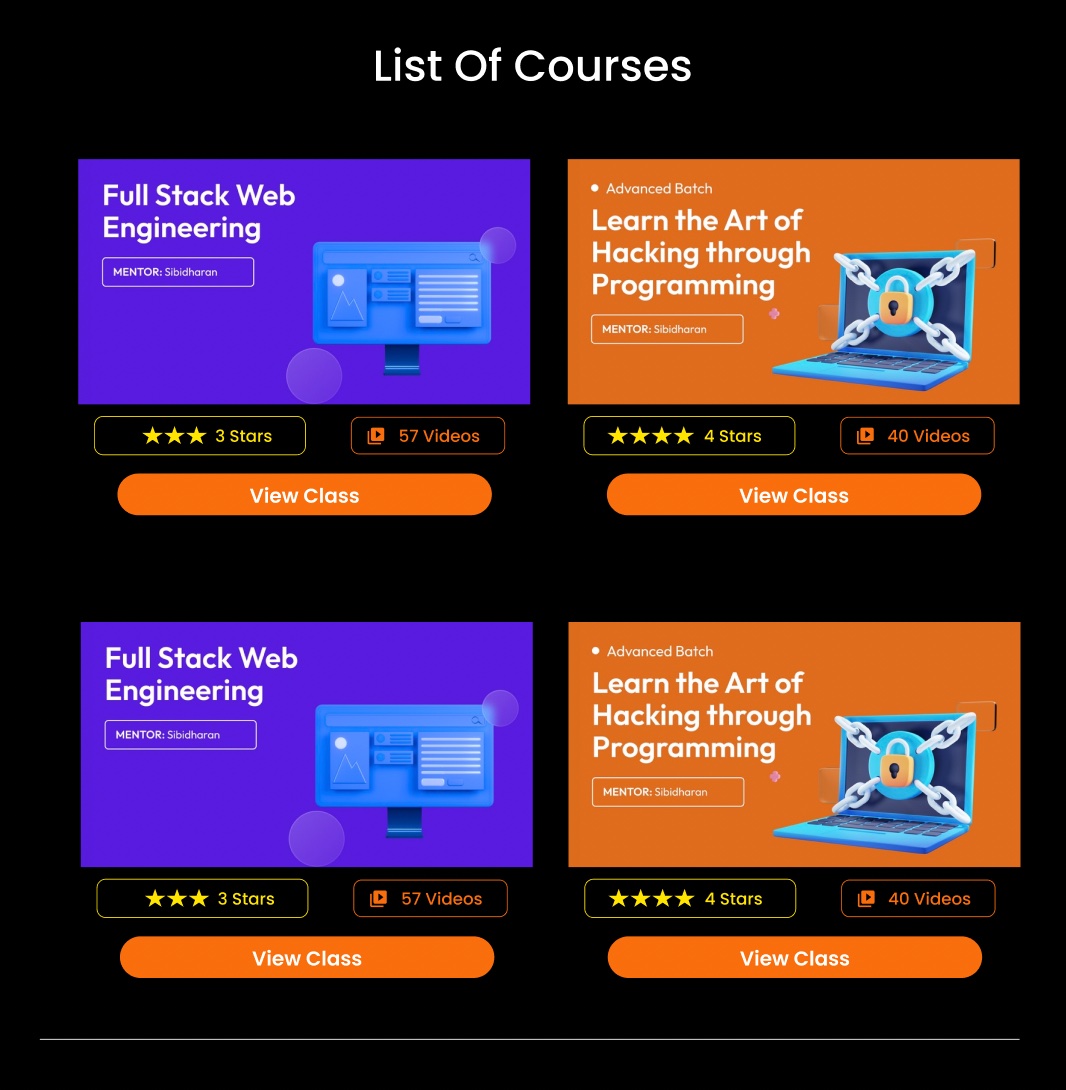 List Of Courses
Full Stack Web
Engineering
MENTOR: Sibidharan
3 Stars
57 Videos
View Class
Advanced Batch
Learn the Art of
Hacking through
Programming
MENTOR: Sibidharan
4 Stars
40 Videos
View Class
Full Stack Web
Engineering
MENTOR: Sibidharan
3 Stars
57 Videos
View Class
Advanced Batch
Learn the Art of
Hacking through
Programming
MENTOR: Sibidharan
4 Stars
40 Videos
View Class